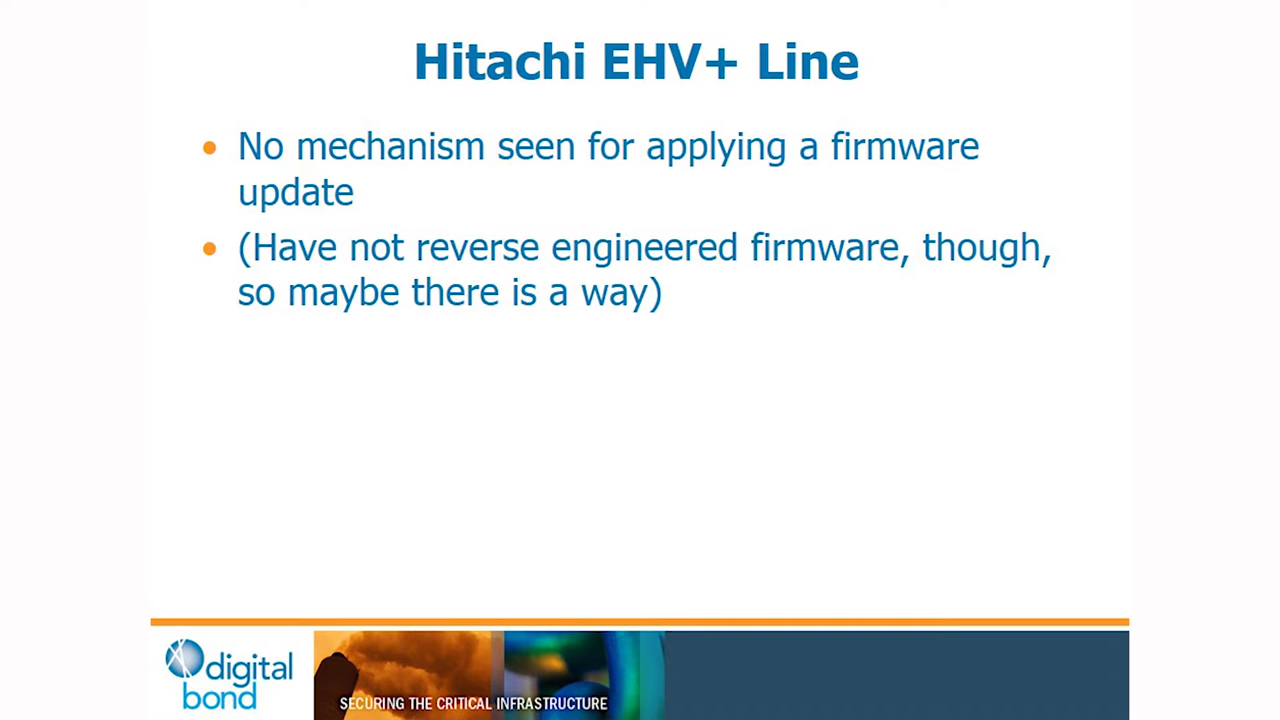 Hitachi EHV+ Line
• No mechanism seen for applying a firmware
update
• (Have not reverse engineered firmware, though,
so maybe there is a way)
digital
bond
SECURING THE CRITICAL INFRASTRUCTURE